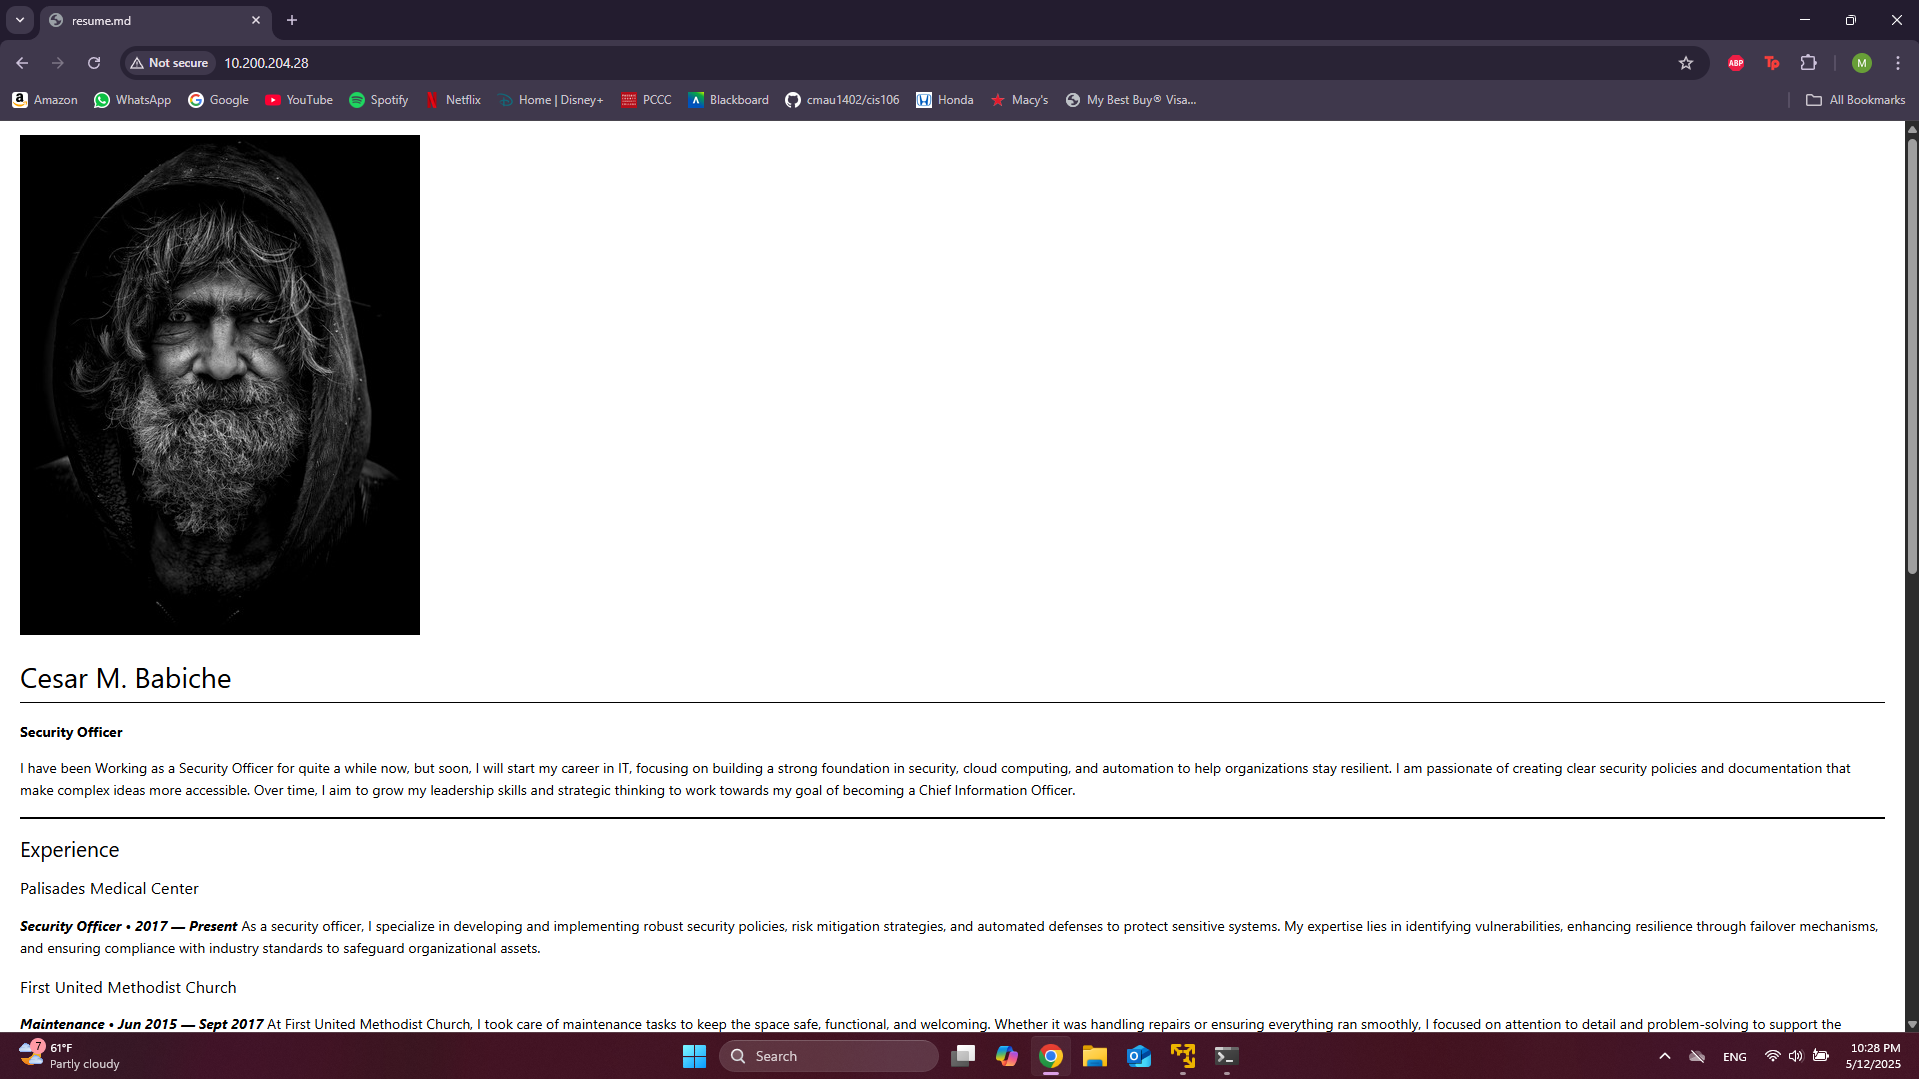 resume.md
Not secure
10.200.204.28
ABP
Tp
M
Amazon
WhatsApp
Google
YouTube
Spotify
Netflix
Home | Disney+
PCCC
Blackboard
cmau1402/cis106
Honda
Macy's
My Best Buy® Visa...
All Bookmarks
Cesar M. Babiche
Security Officer
I have been Working as a Security Officer for quite a while now, but soon, I will start my career in IT, focusing on building a strong foundation in security, cloud computing, and automation to help organizations stay resilient. I am passionate of creating clear security policies and documentation that
make complex ideas more accessible. Over time, I aim to grow my leadership skills and strategic thinking to work towards my goal of becoming a Chief Information Officer.
Experience
Palisades Medical Center
Security Officer • 2017 — Present As a security officer, I specialize in developing and implementing robust security policies, risk mitigation strategies, and automated defenses to protect sensitive systems. My expertise lies in identifying vulnerabilities, enhancing resilience through failover mechanisms,
and ensuring compliance with industry standards to safeguard organizational assets.
First United Methodist Church
Maintenance • Jun 2015 — Sept 2017 At First United Methodist Church, I took care of maintenance tasks to keep the space safe, functional, and welcoming. Whether it was handling repairs or ensuring everything ran smoothly, I focused on attention to detail and problem-solving to support the
7
61°F
Partly cloudy
Search
ENG
10:28 PM
5/12/2025